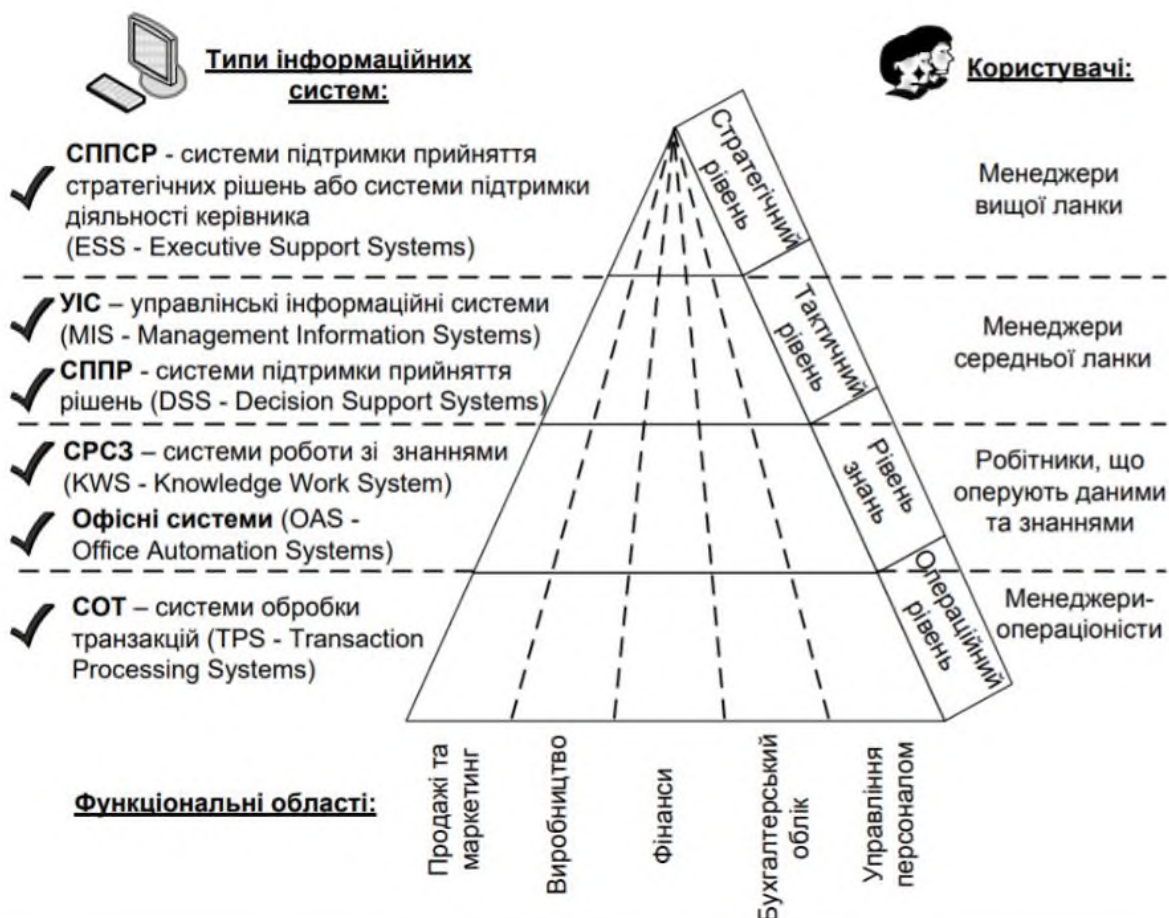 Типи інформаційних
систем:
Користувачі:
СППСР - системи підтримки прийняття
стратегічних рішень або системи підтримки
діяльності керівника
(ESS - Executive Support Systems)
Стратегічний
рівень
Менеджери
вищої ланки
УІС – управлінські інформаційні системи
(MIS - Management Information Systems)
СППР - системи підтримки прийняття
рішень (DSS - Decision Support Systems)
Тактичний
рівень
Менеджери
середньої ланки
СРСЗ – системи роботи зі знаннями
(KWS - Knowledge Work System)
Офісні системи (OAS -
Office Automation Systems)
Рівень
знань
Робітники, що
оперують даними
та знаннями
СОТ – системи обробки
транзакцій (TPS - Transaction
Processing Systems)
Операційний
рівень
Менеджери-
операціоністи
Функціональні області:
Продажі та
маркетинг
Виробництво
Фінанси
Бухгалтерський
облік
Управління
персоналом